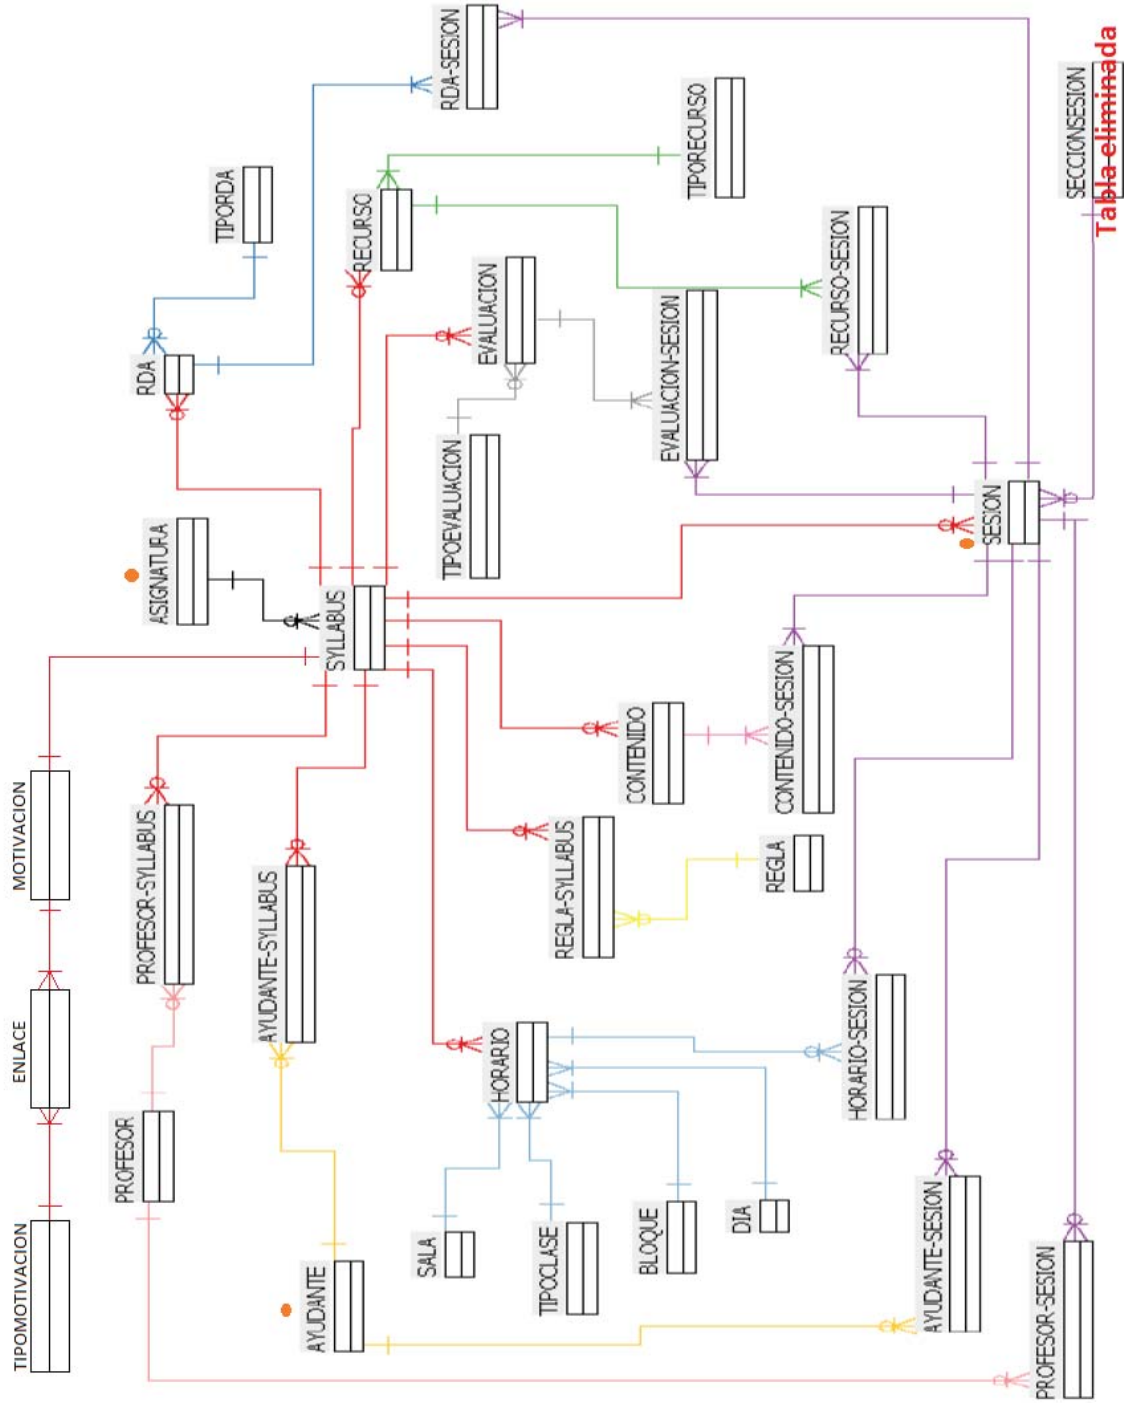 TIPOMOTIVACION
ENLACE
MOTIVACION
PROFESOR
PROFESOR-SYLLABUS
ASIGNATURA
RDA
TIPORDA
AYUDANTE
AYUDANTE-SYLLABUS
SYLLABUS
RECURSO
RDA-SESION
SALA
HORARIO
TIPOEVALUACION
EVALUACION
TIPOCLASE
REGLA-SYLLABUS
BLOQUE
CONTENIDO
EVALUACION-SESION
TIPORECURSO
DIA
REGLA
CONTENIDO-SESION
RECURSO-SESION
HORARIO-SESION
AYUDANTE-SESION
SESION
PROFESOR-SESION
SECCIONSESION
Tabla eliminada